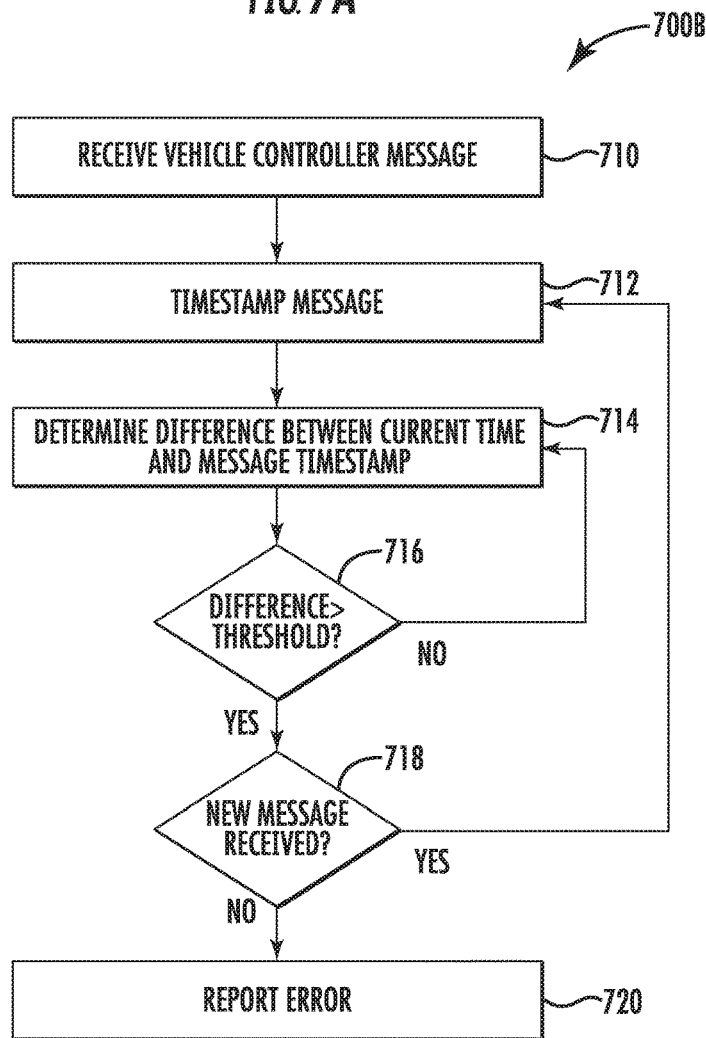 FIG. 7A
700B
RECEIVE VEHICLE CONTROLLER MESSAGE
710
TIMESTAMP MESSAGE
712
DETERMINE DIFFERENCE BETWEEN CURRENT TIME
AND MESSAGE TIMESTAMP
714
716
DIFFERENCE>
THRESHOLD?
NO
YES
718
NEW MESSAGE
RECEIVED?
YES
NO
REPORT ERROR
720